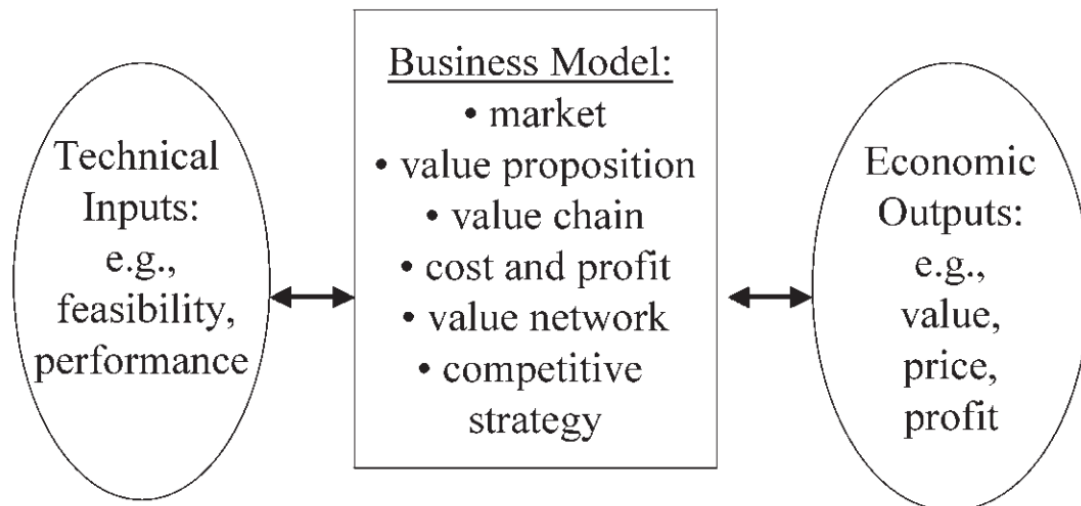 Technical
Inputs:
e.g.,
feasibility,
performance
Business Model:
• market
• value proposition
• value chain
• cost and profit
• value network
• competitive
strategy
Economic
Outputs:
e.g.,
value,
price,
profit